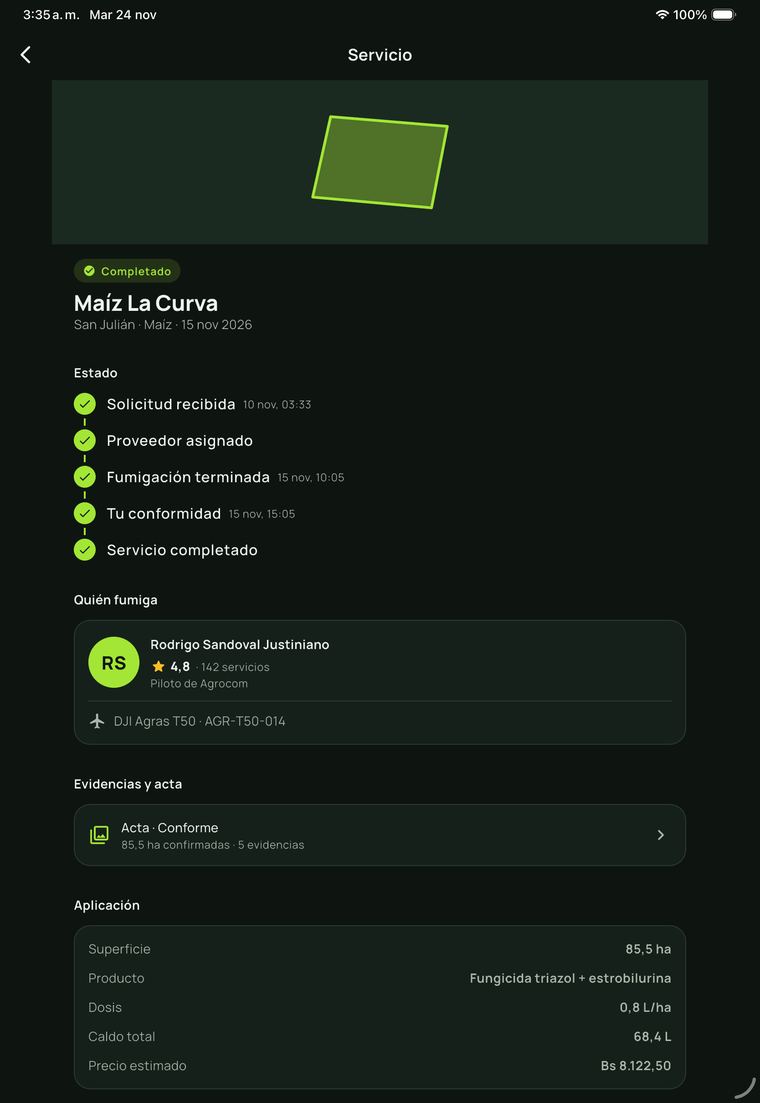 3:35 a. m. Mar 24 nov 100%
Servicio
Completado
Maíz La Curva
San Julián · Maíz · 15 nov 2026
Estado
Solicitud recibida 10 nov, 03:33
Proveedor asignado
Fumigación terminada 15 nov, 10:05
Tu conformidad 15 nov, 15:05
Servicio completado
Quién fumiga
RS
Rodrigo Sandoval Justiniano
4,8 · 142 servicios
Piloto de Agrocom
DJI Agras T50 · AGR-T50-014
Evidencias y acta
Acta · Conforme
85,5 ha confirmadas · 5 evidencias
Aplicación
Superficie 85,5 ha
Producto Fungicida triazol + estrobilurina
Dosis 0,8 L/ha
Caldo total 68,4 L
Precio estimado Bs 8.122,50